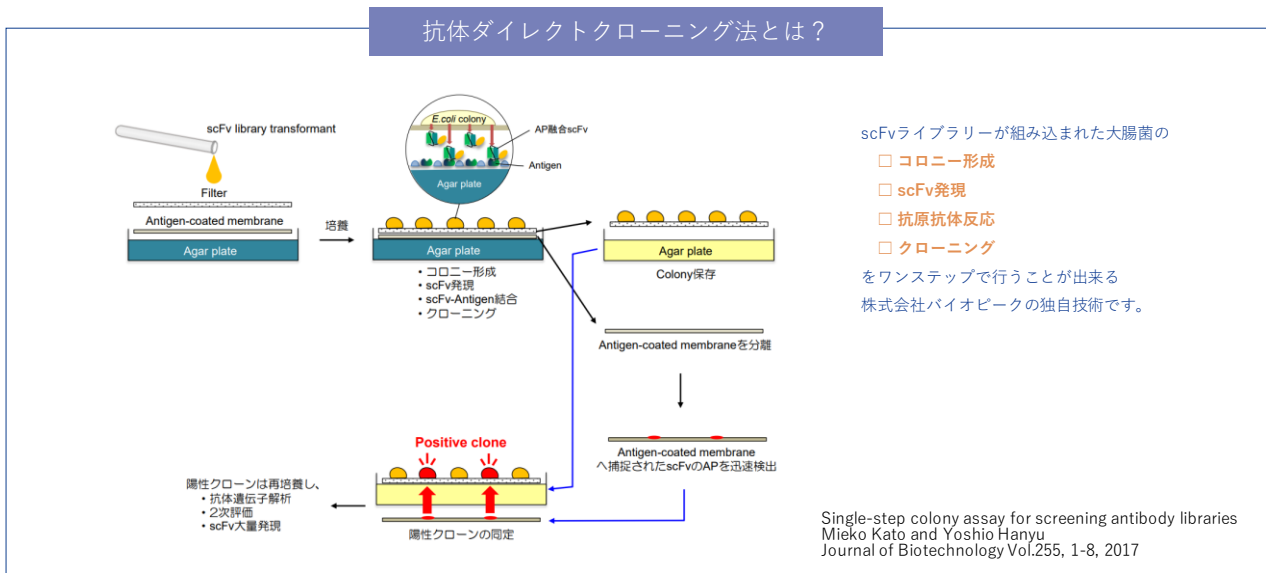 抗体ダイレクトクローニング法とは？
scFv library transformant
Filter
Antigen-coated membrane
Agar plate
培養
E.coli colony
AP融合scFv
Antigen
Agar plate
Agar plate
・コロニー形成
・scFv発現
・scFv-Antigen結合
・クローニング
Agar plate
Colony保存
Antigen-coated membraneを分離
Antigen-coated membrane
へ捕捉されたscFvのAPを迅速検出
Positive clone
陽性クローンの同定
陽性クローンは再培養し、
・抗体遺伝子解析
・2次評価
・scFv大量発現
scFvライブラリーが組み込まれた大腸菌の
□ コロニー形成
□ scFv発現
□ 抗原抗体反応
□ クローニング
をワンステップで行うことが出来る
株式会社バイオピークの独自技術です。
Single-step colony assay for screening antibody libraries
Mieko Kato and Yoshio Hanyu
Journal of Biotechnology Vol.255, 1-8, 2017